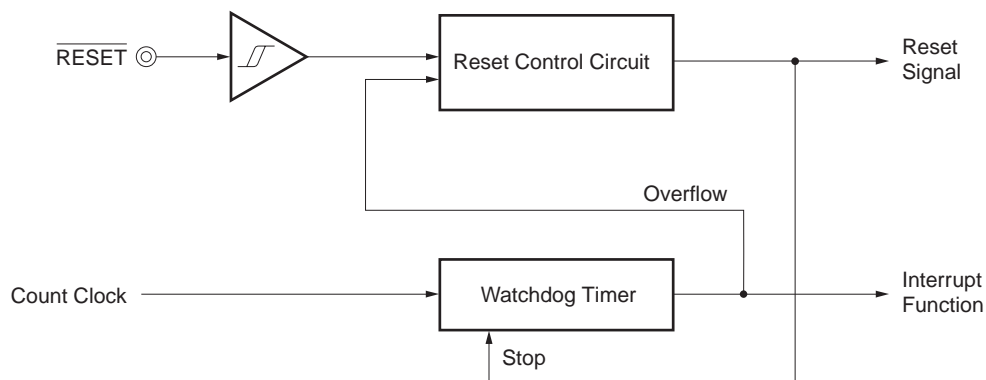 RESET
Reset Control Circuit
Reset
Signal
Overflow
Count Clock
Watchdog Timer
Interrupt
Function
Stop